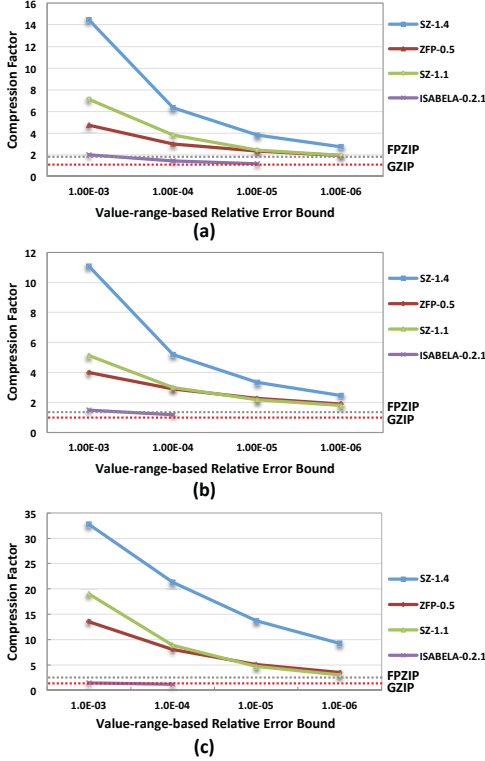 16
14
12
10
8
6
4
2
0
Compression Factor
1.00E-03 1.00E-04 1.00E-05 1.00E-06
Value-range-based Relative Error Bound
SZ-1.4
ZFP-0.5
SZ-1.1
ISABELA-0.2.1
FPZIP
GZIP
(a)
12
10
8
6
4
2
0
Compression Factor
1.00E-03 1.00E-04 1.00E-05 1.00E-06
Value-range-based Relative Error Bound
SZ-1.4
ZFP-0.5
SZ-1.1
ISABELA-0.2.1
FPZIP
GZIP
(b)
35
30
25
20
15
10
5
0
Compression Factor
1.0E-03 1.0E-04 1.0E-05 1.0E-06
Value-range-based Relative Error Bound
SZ-1.4
ZFP-0.5
SZ-1.1
ISABELA-0.2.1
FPZIP
GZIP
(c)